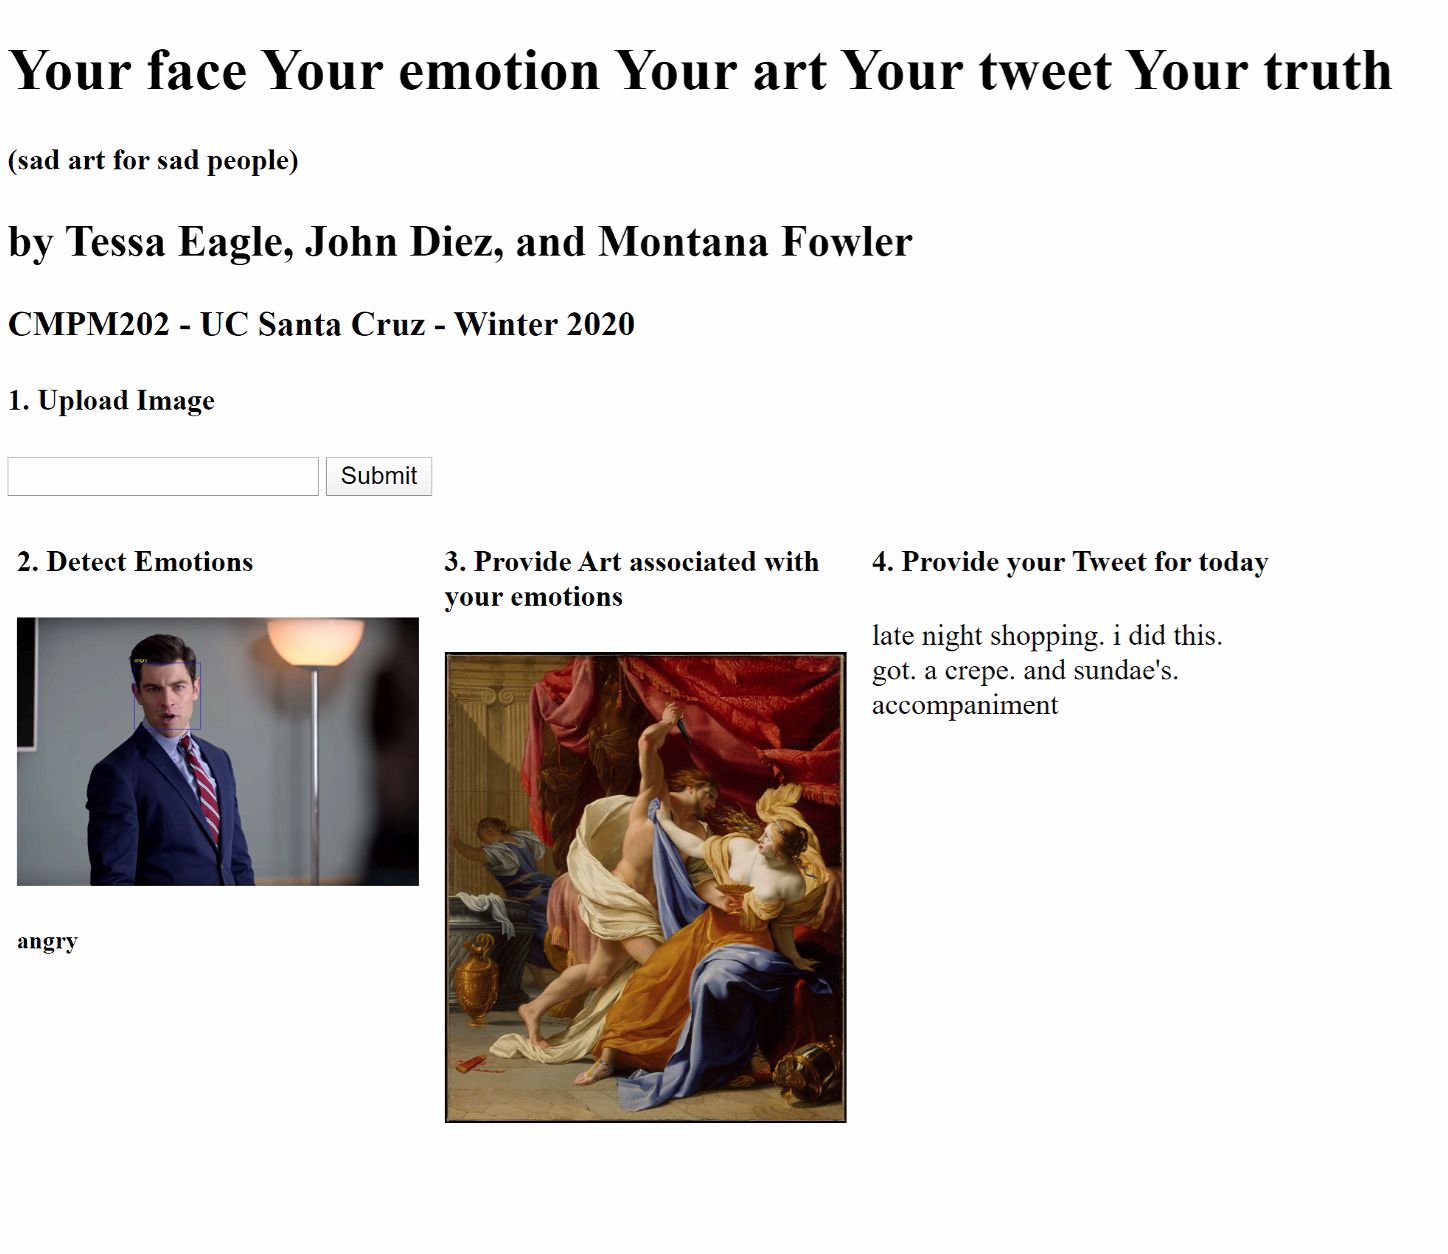 Your face Your emotion Your art Your tweet Your truth
(sad art for sad people)
by Tessa Eagle, John Diez, and Montana Fowler
CMPM202 - UC Santa Cruz - Winter 2020
1. Upload Image
Submit
2. Detect Emotions
angry
angry
3. Provide Art associated with
your emotions
4. Provide your Tweet for today
late night shopping. i did this.
got. a crepe. and sundae's.
accompaniment